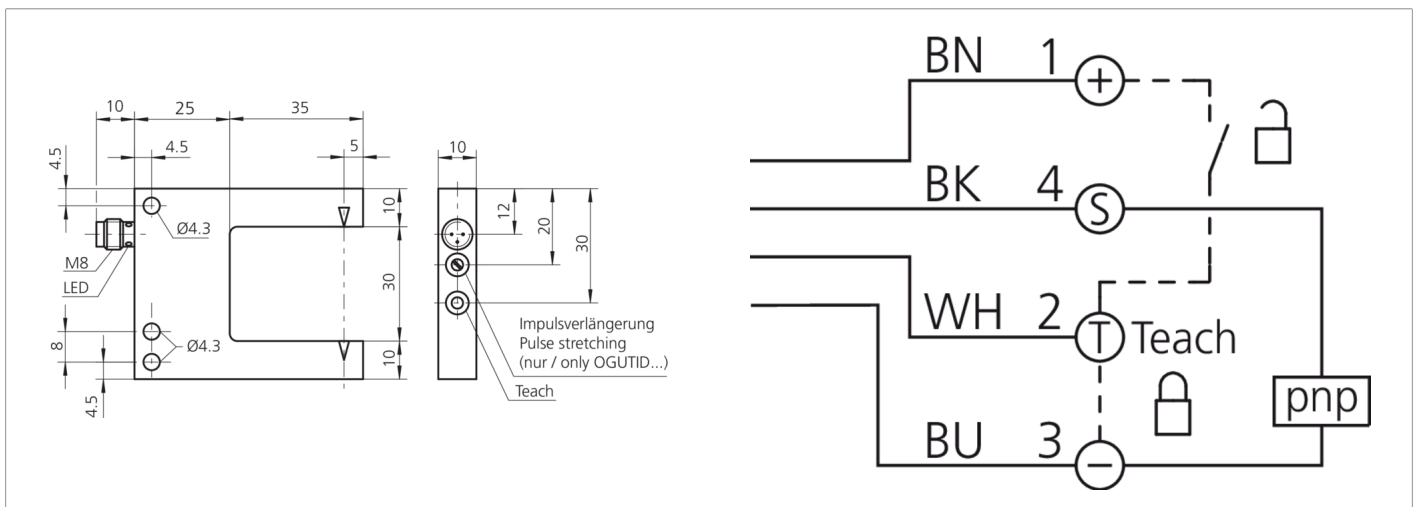 10
25
35
4.5
4.5
5
10
Ø4.3
M8
LED
10
30
10
8
Ø4.3
4.5
12
20
30
Impulsverlängerung
Pulse stretching
(nur / only OGUTID...)
Teach
BN 1 +
BK 4 S
WH 2 T Teach
pnp
BU 3 −